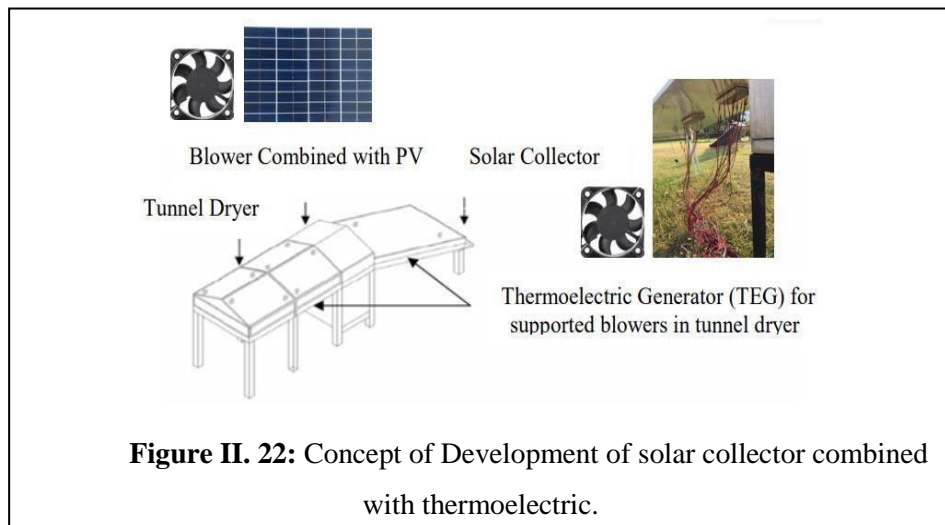 Blower Combined with PV
Solar Collector
Tunnel Dryer
Thermoelectric Generator (TEG) for
supported blowers in tunnel dryer
Figure II. 22: Concept of Development of solar collector combined
with thermoelectric.